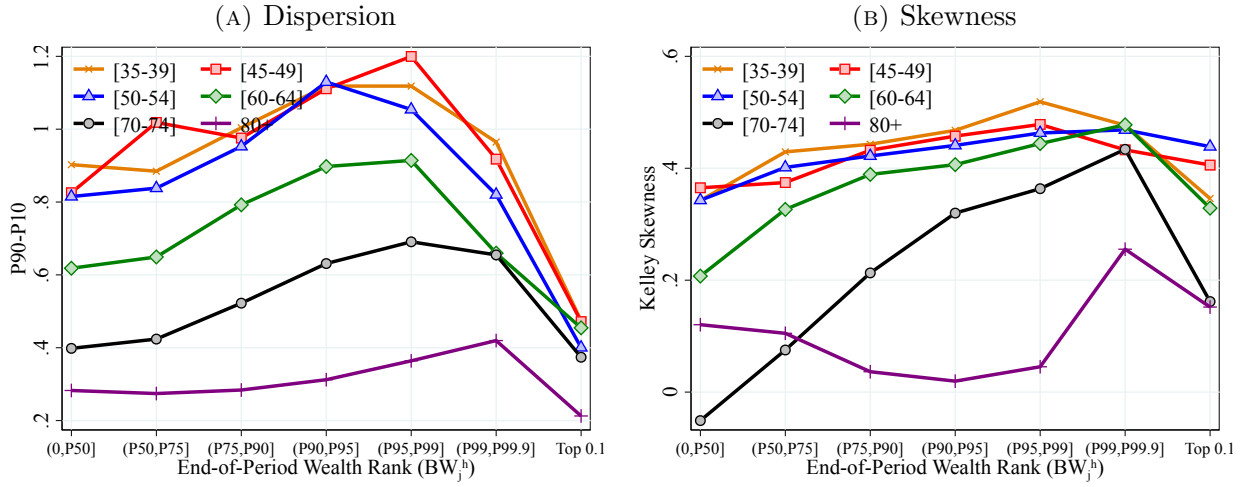 (A) Dispersion
P90-P10
1.2
1
.8
.6
.4
.2
[35-39] [45-49]
[50-54] [60-64]
[70-74] 80+
(0,P50] (P50,P75] (P75,P90] (P90,P95] (P95,P99] (P99,P99.9] Top 0.1
End-of-Period Wealth Rank (BW_j^h)
(B) Skewness
Kelley Skewness
.6
.4
.2
0
[35-39] [45-49]
[50-54] [60-64]
[70-74] 80+
(0,P50] (P50,P75] (P75,P90] (P90,P95] (P95,P99] (P99,P99.9] Top 0.1
End-of-Period Wealth Rank (BW_j^h)